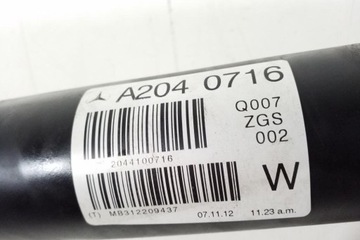 A204 0716
Q007
ZGS
002
2044100716
W
(T) MB312209437 07.11.12 11.23 a.m.